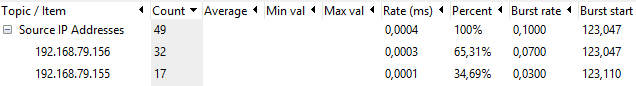 Topic / Item Count Average Min val Max val Rate (ms) Percent Burst rate Burst start
Source IP Addresses 49 0,0004 100% 0,1000 123,047
192.168.79.156 32 0,0003 65,31% 0,0700 123,047
192.168.79.155 17 0,0001 34,69% 0,0300 123,110